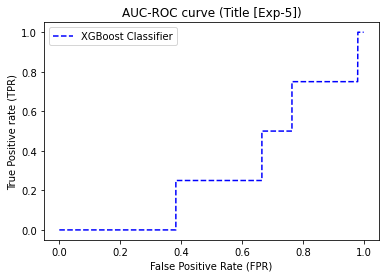 AUC-ROC curve (Title [Exp-5])
XGBoost Classifier
True Positive rate (TPR)
1.0
0.8
0.6
0.4
0.2
0.0
0.0 0.2 0.4 0.6 0.8 1.0
False Positive Rate (FPR)